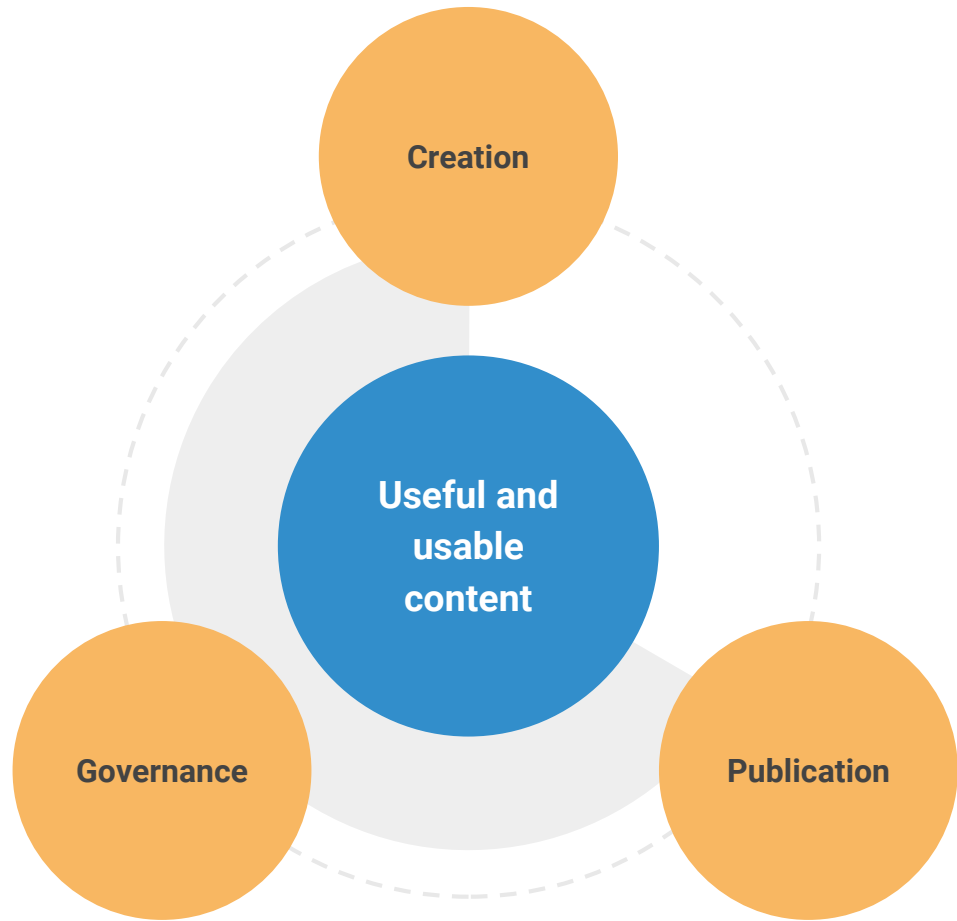 Creation
Useful and
usable
content
Governance
Publication